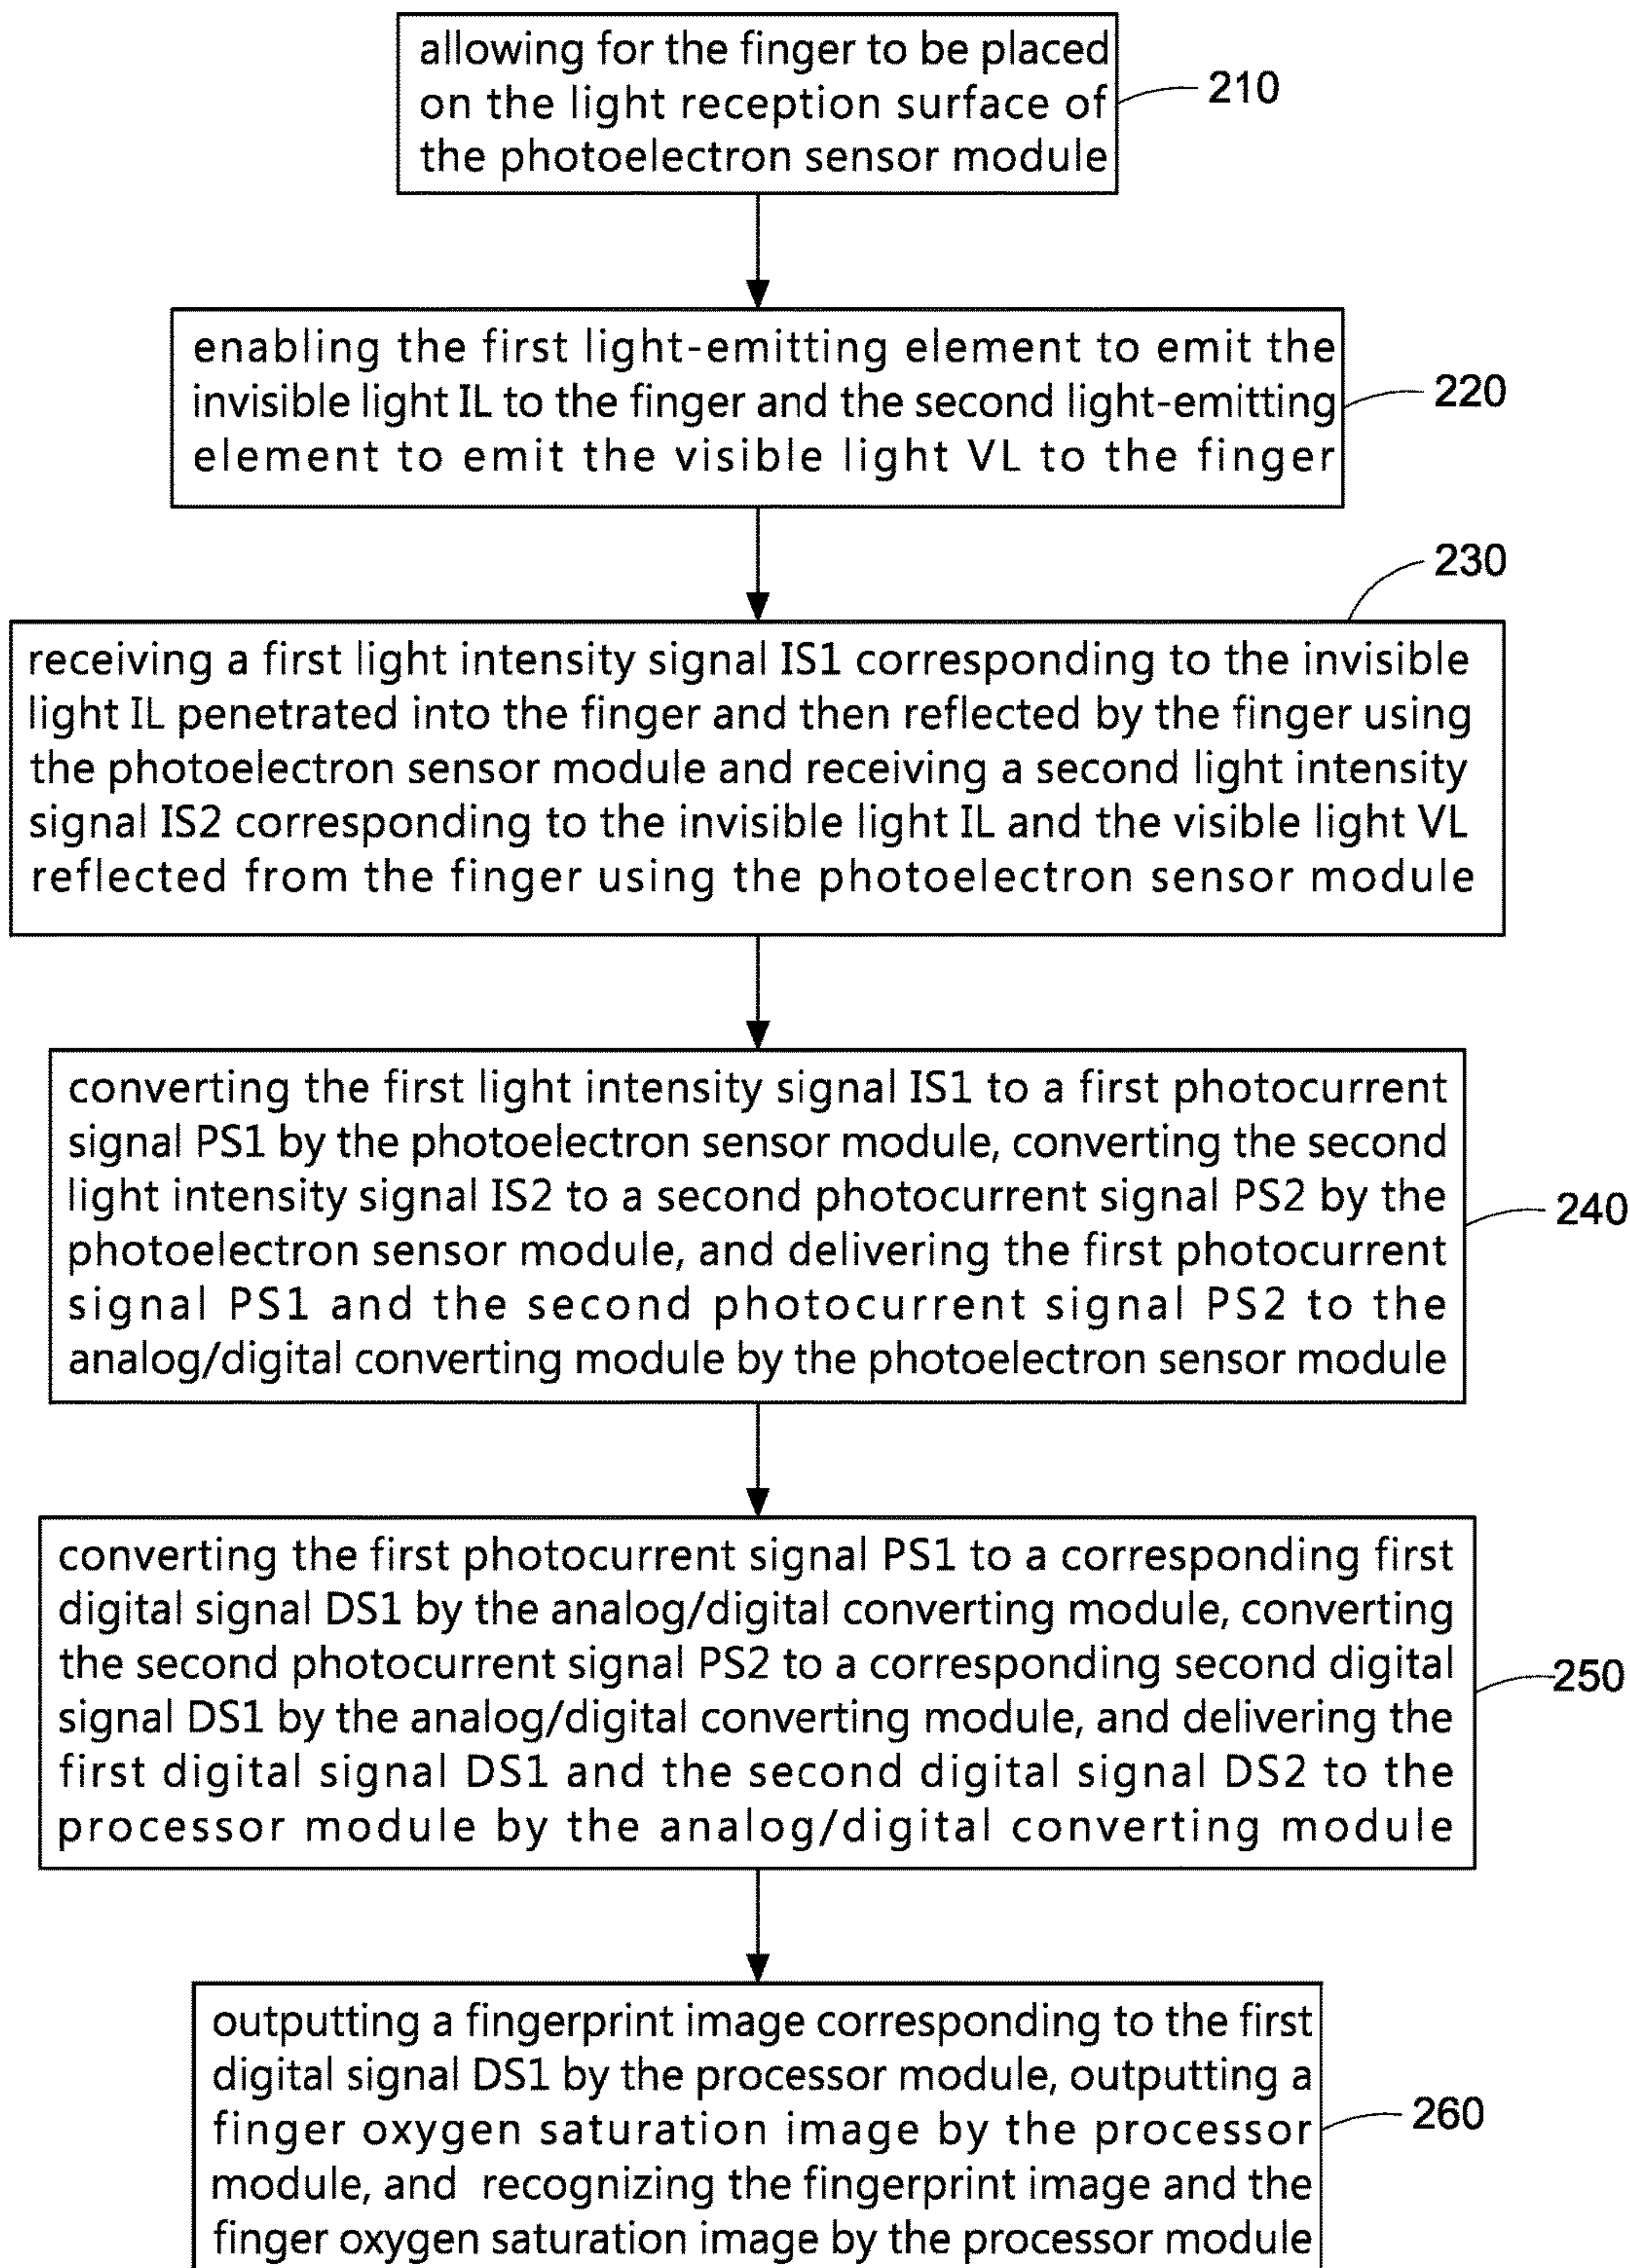 allowing for the finger to be placed
on the light reception surface of
the photoelectron sensor module
210
enabling the first light-emitting element to emit the
invisible light IL to the finger and the second light-emitting
element to emit the visible light VL to the finger
220
230
receiving a first light intensity signal IS1 corresponding to the invisible
light IL penetrated into the finger and then reflected by the finger using
the photoelectron sensor module and receiving a second light intensity
signal IS2 corresponding to the invisible light IL and the visible light VL
reflected from the finger using the photoelectron sensor module
converting the first light intensity signal IS1 to a first photocurrent
signal PS1 by the photoelectron sensor module, converting the second
light intensity signal IS2 to a second photocurrent signal PS2 by the
photoelectron sensor module, and delivering the first photocurrent
signal PS1 and the second photocurrent signal PS2 to the
analog/digital converting module by the photoelectron sensor module
240
converting the first photocurrent signal PS1 to a corresponding first
digital signal DS1 by the analog/digital converting module, converting
the second photocurrent signal PS2 to a corresponding second digital
signal DS1 by the analog/digital converting module, and delivering the
first digital signal DS1 and the second digital signal DS2 to the
processor module by the analog/digital converting module
250
outputting a fingerprint image corresponding to the first
digital signal DS1 by the processor module, outputting a
finger oxygen saturation image by the processor
module, and recognizing the fingerprint image and the
finger oxygen saturation image by the processor module
260